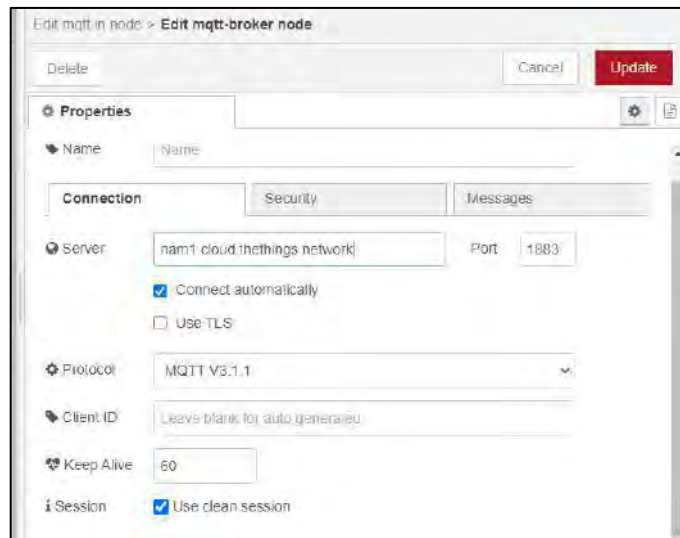 Edit mqtt in node > Edit mqtt-broker node
Delete Cancel Update
Properties
Name Name
Connection Security Messages
Server nam1.cloud.thethings.network Port 1883
Connect automatically
Use TLS
Protocol MQTT V3.1.1
Client ID Leave blank for auto generated
Keep Alive 60
Session Use clean session